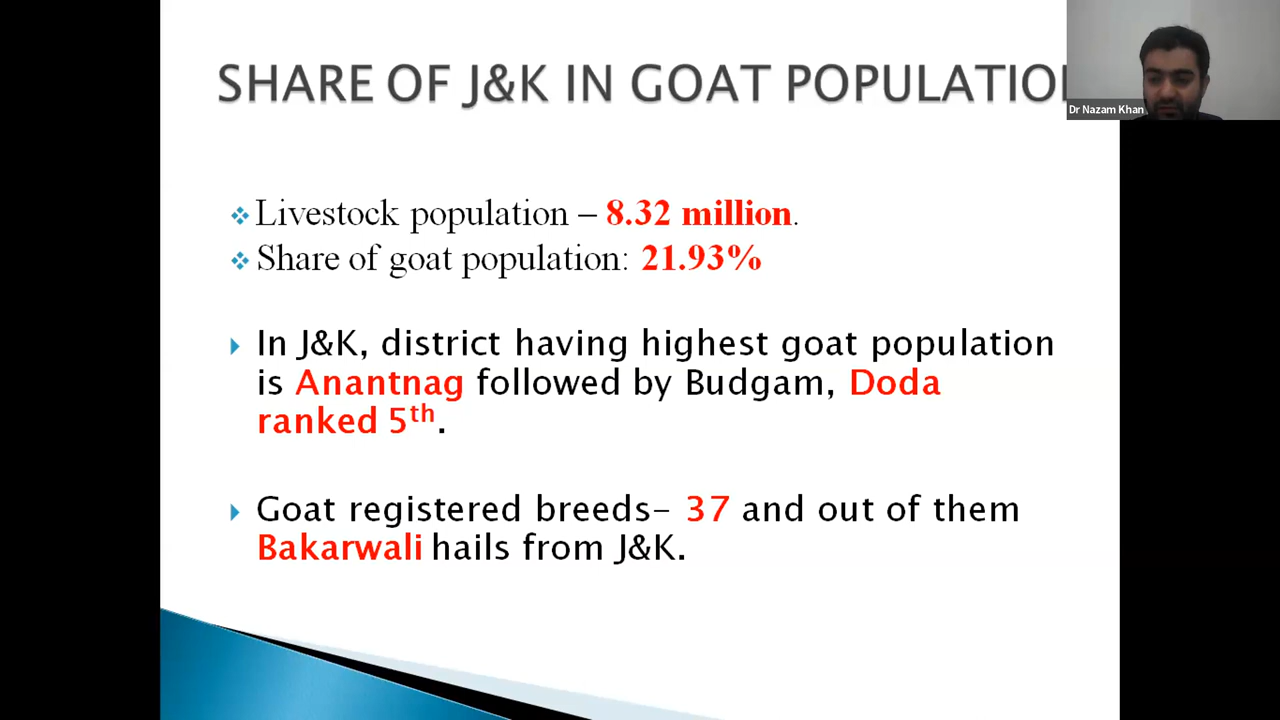 SHARE OF J&K IN GOAT POPULATIO
Dr Nazam Khan
Livestock population – 8.32 million.
Share of goat population: 21.93%
In J&K, district having highest goat population
is Anantnag followed by Budgam, Doda
ranked 5th.
Goat registered breeds– 37 and out of them
Bakarwali hails from J&K.